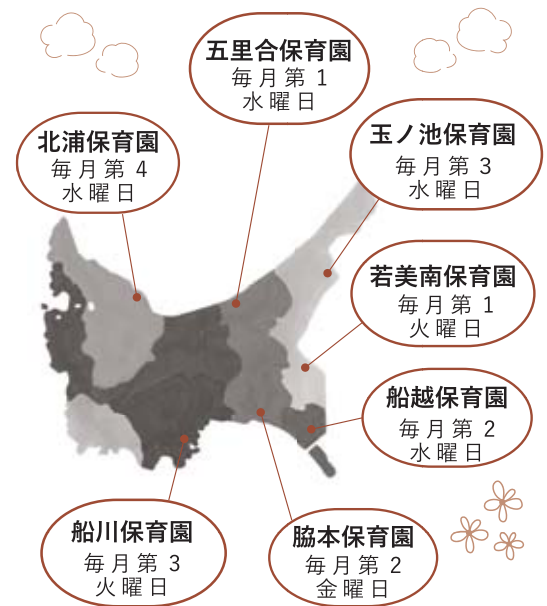 五里合保育園
毎月第1
水曜日
北浦保育園
毎月第4
水曜日
玉ノ池保育園
毎月第3
水曜日
若美南保育園
毎月第1
火曜日
船越保育園
毎月第2
水曜日
船川保育園
毎月第3
火曜日
脇本保育園
毎月第2
金曜日